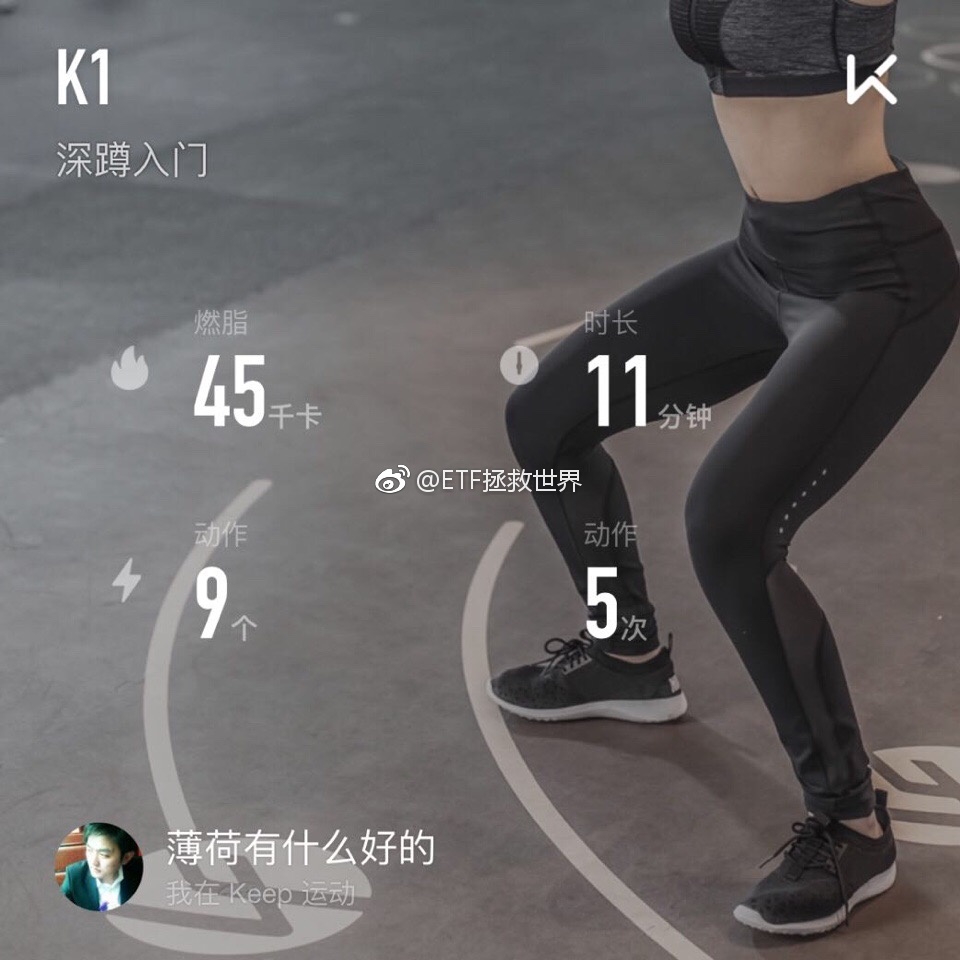 K1
深蹲入门
燃脂
45千卡
时长
11分钟
@ETF拯救世界
动作
9个
动作
5次
薄荷有什么好的
我在 Keep 运动